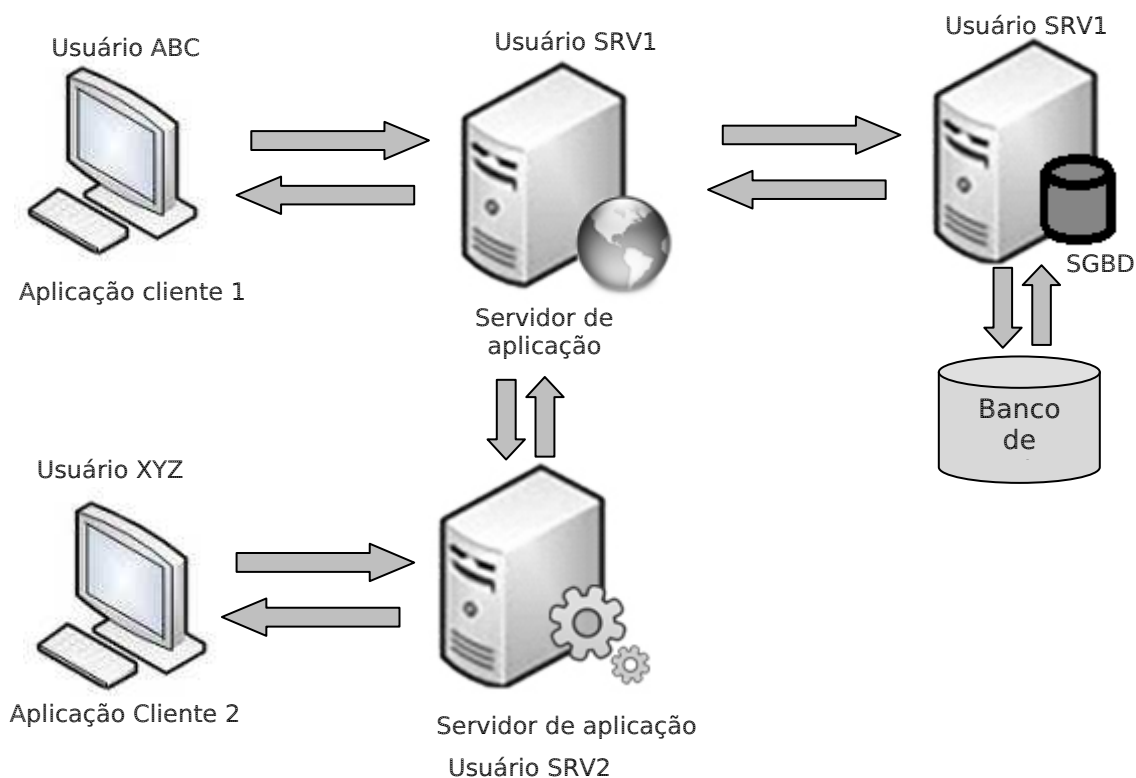 Usuário ABC
Usuário SRV1
Usuário SRV1
SGBD
Aplicação cliente 1
Servidor de
aplicação
Banco
de
Usuário XYZ
Aplicação Cliente 2
Servidor de aplicação
Usuário SRV2